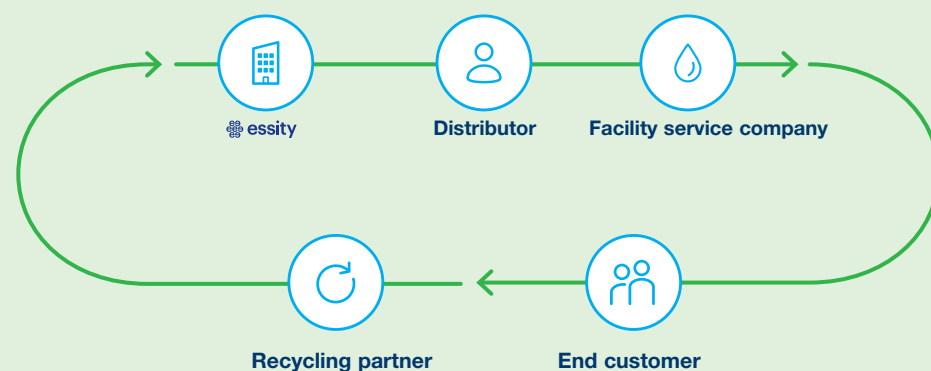 essity
Distributor
Facility service company
Recycling partner
End customer